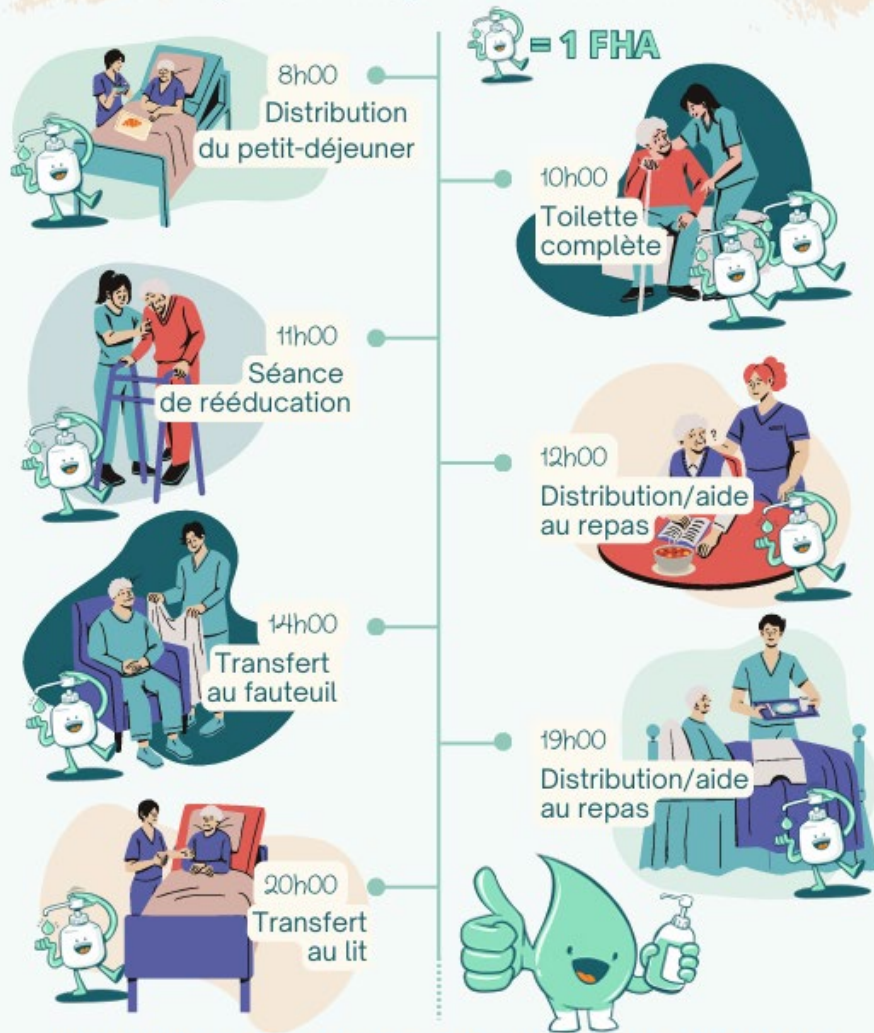 = 1 FHA
8h00
Distribution
du petit-déjeuner
10h00
Toilette
complète
11h00
Séance
de rééducation
12h00
Distribution/aide
au repas
14h00
Transfert
au fauteuil
19h00
Distribution/aide
au repas
20h00
Transfert
au lit